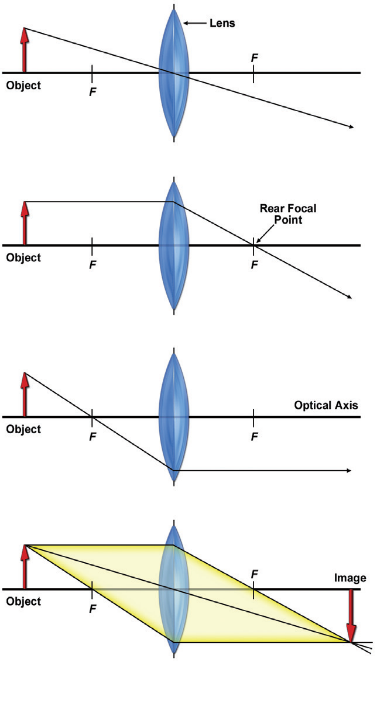 Lens
F
Object
F
Rear Focal
Point
Object
F
F
Optical Axis
Object
F
F
F
Image
Object
F